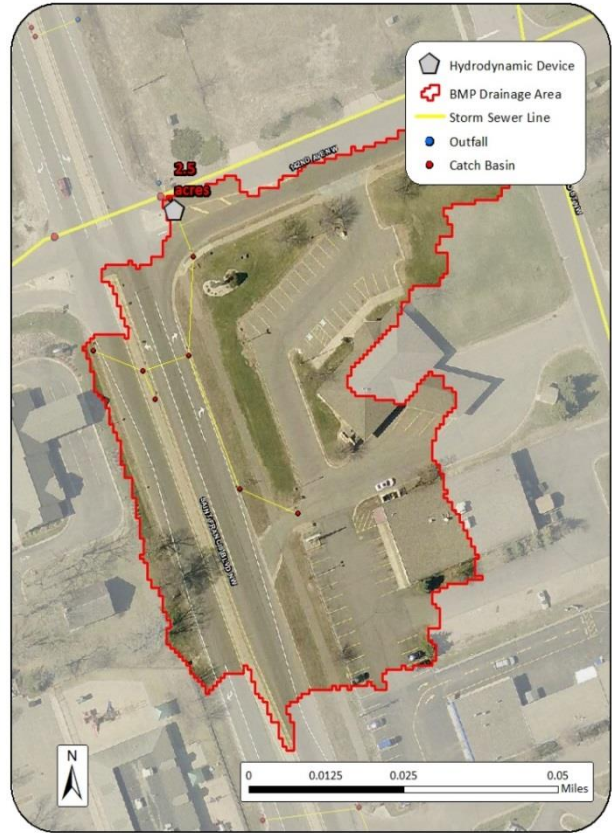 Hydrodynamic Device
BMP Drainage Area
Storm Sewer Line
Outfall
Catch Basin
2.5
acres
N
0 0.0125 0.025 0.05
Miles